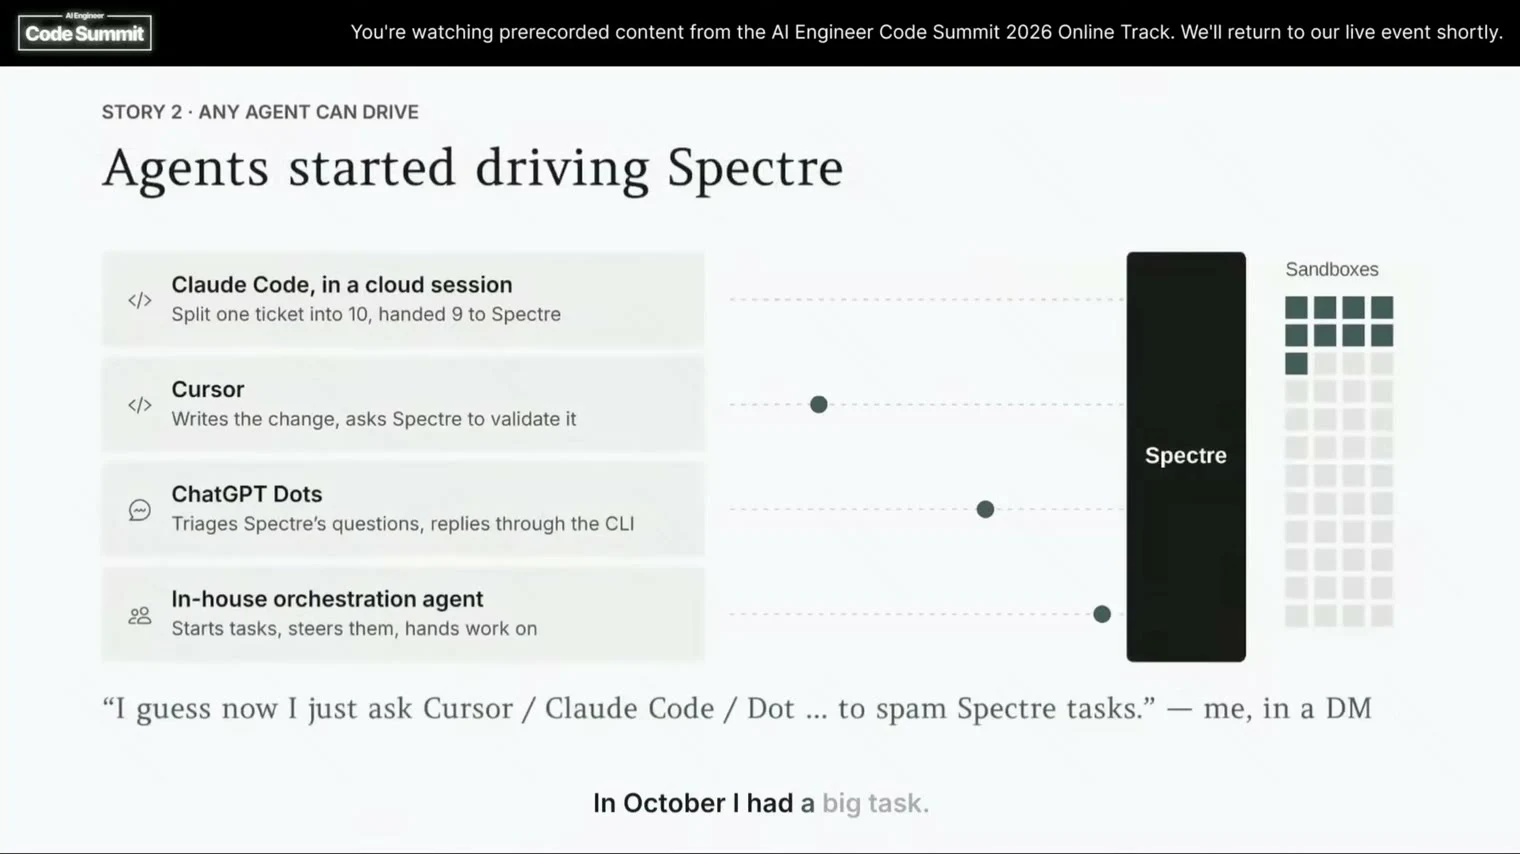 AI Engineer
Code Summit
You're watching prerecorded content from the AI Engineer Code Summit 2026 Online Track. We'll return to our live event shortly.
STORY 2 · ANY AGENT CAN DRIVE
Agents started driving Spectre
</> Claude Code, in a cloud session
Split one ticket into 10, handed 9 to Spectre
</> Cursor
Writes the change, asks Spectre to validate it
ChatGPT Dots
Triages Spectre’s questions, replies through the CLI
In-house orchestration agent
Starts tasks, steers them, hands work on
Spectre
Sandboxes
“I guess now I just ask Cursor / Claude Code / Dot ... to spam Spectre tasks.” — me, in a DM
In October I had a big task.